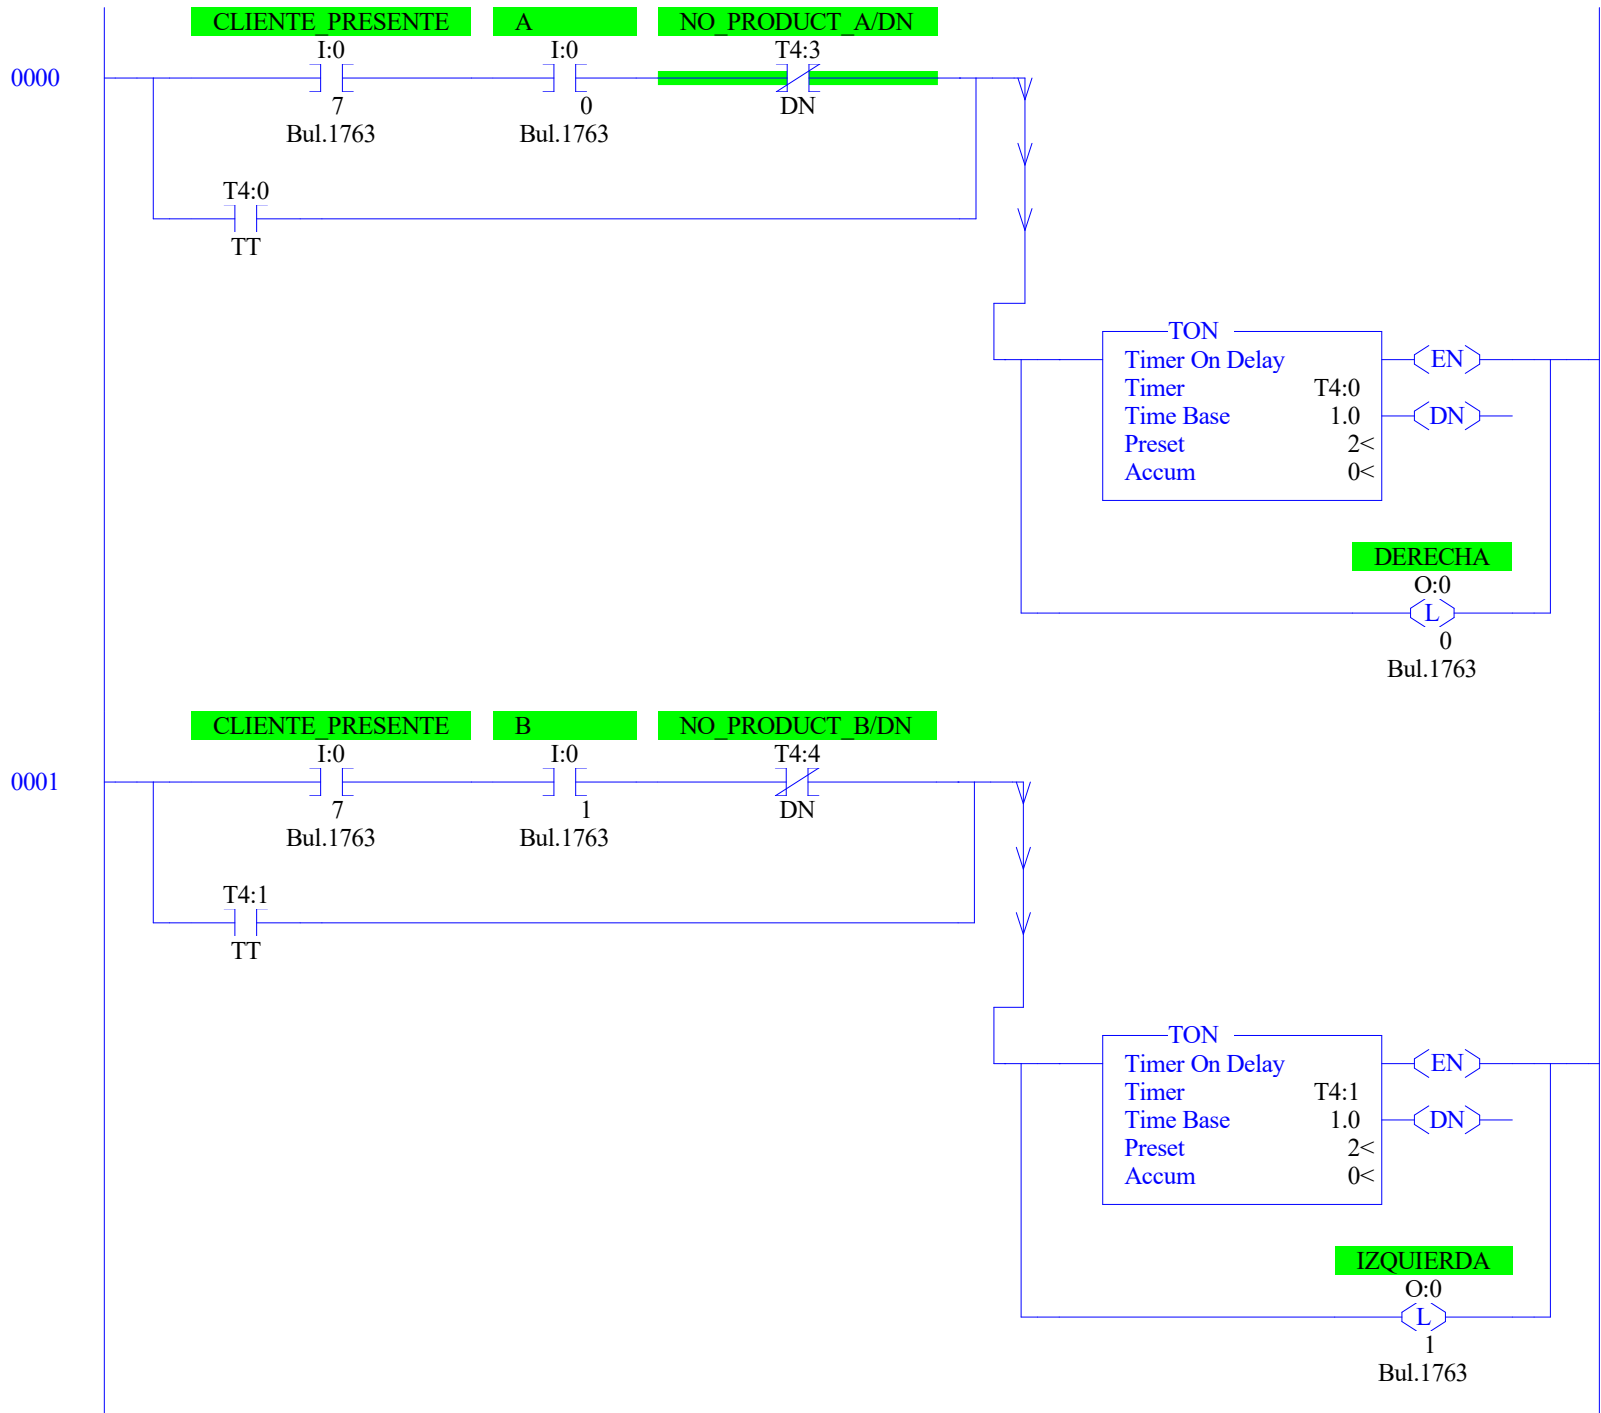 CLIENTE_PRESENTE A NO_PRODUCT_A/DN
I:0 I:0 T4:3
0000
7 0 DN
Bul.1763 Bul.1763
T4:0
TT
TON
Timer On Delay EN
Timer T4:0
Time Base 1.0 DN
Preset 2<
Accum 0<
DERECHA
O:0
L
0
Bul.1763
CLIENTE_PRESENTE B NO_PRODUCT_B/DN
I:0 I:0 T4:4
0001
7 1 DN
Bul.1763 Bul.1763
T4:1
TT
TON
Timer On Delay EN
Timer T4:1
Time Base 1.0 DN
Preset 2<
Accum 0<
IZQUIERDA
O:0
L
1
Bul.1763